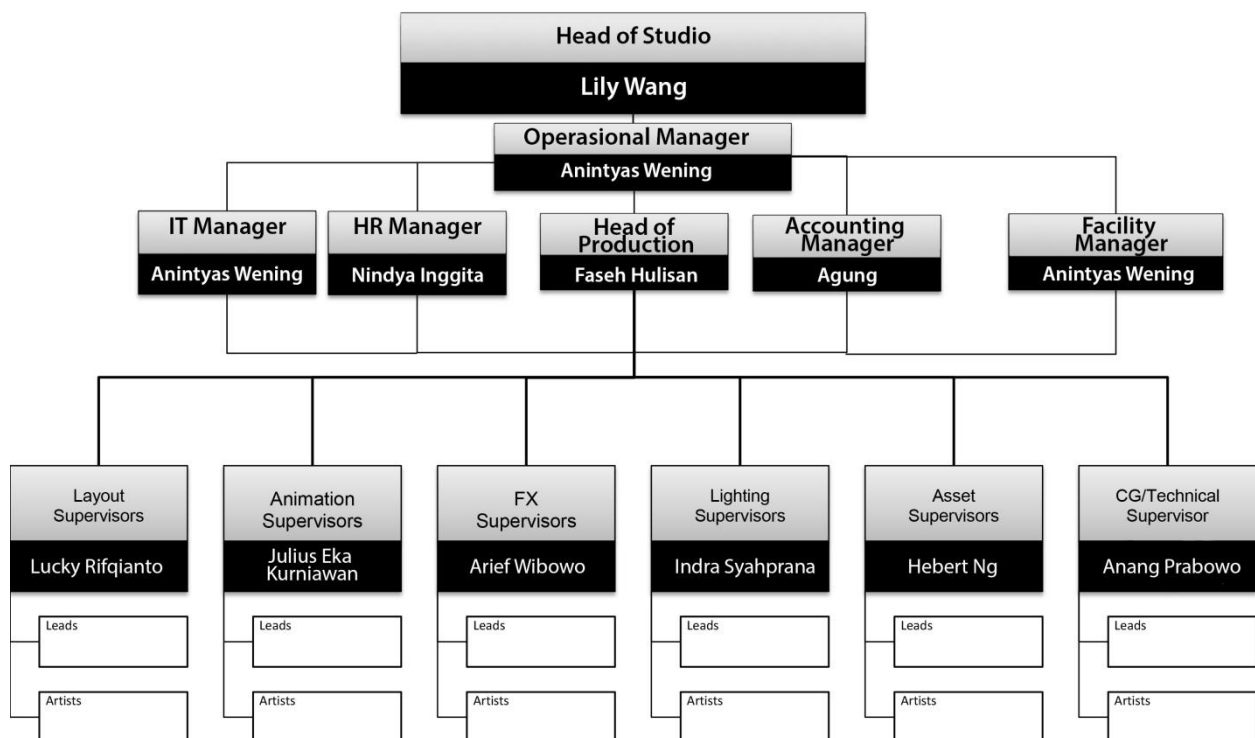 Head of Studio
Lily Wang
Operasional Manager
Anintyas Wening
IT Manager
Anintyas Wening
HR Manager
Nindya Inggita
Head of
Production
Faseh Hulisan
Accounting
Manager
Agung
Facility
Manager
Anintyas Wening
Layout
Supervisors
Lucky Rifqianto
Leads
Artists
Animation
Supervisors
Julius Eka
Kurniawan
Leads
Artists
FX
Supervisors
Arief Wibowo
Leads
Artists
Lighting
Supervisors
Indra Syahprana
Leads
Artists
Asset
Supervisors
Hebert Ng
Leads
Artists
CG/Technical
Supervisor
Anang Prabowo
Leads
Artists